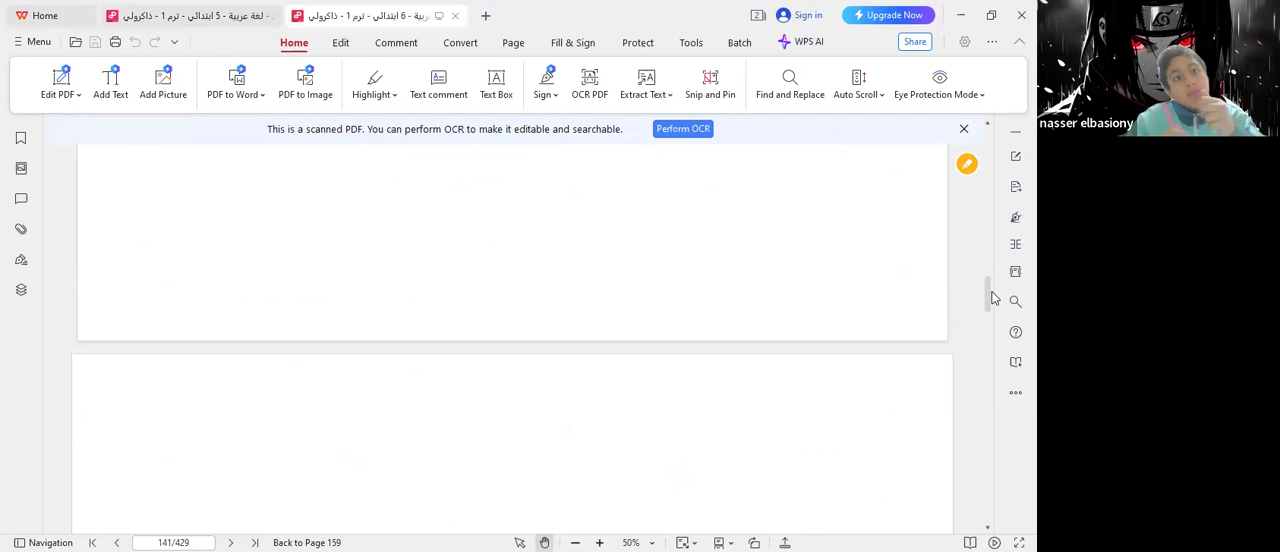 Home
لغة عربية - 5 ابتدائي - ترم 1 - ذاكرولي
عربية - 6 ابتدائي - ترم 1 - ذاكرولي
2
Sign in
Upgrade Now
Menu
Home
Edit
Comment
Convert
Page
Fill & Sign
Protect
Tools
Batch
WPS AI
Share
Edit PDF
Add Text
Add Picture
PDF to Word
PDF to Image
Highlight
Text comment
Text Box
Sign
OCR PDF
Extract Text
Snip and Pin
Find and Replace
Auto Scroll
Eye Protection Mode
This is a scanned PDF. You can perform OCR to make it editable and searchable.
Perform OCR
nasser elbasiony
Navigation
141/429
Back to Page 159
50%